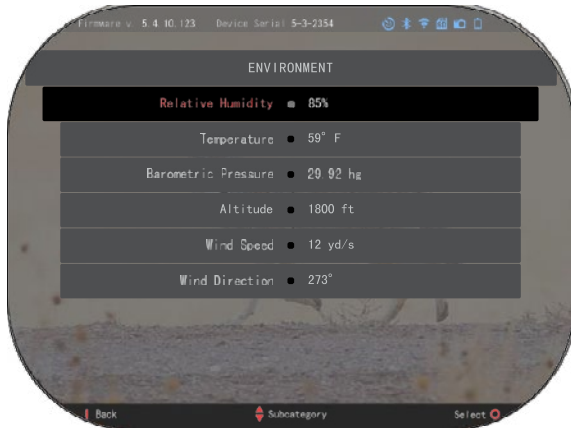 Firmware v. 5.4.10.123 Device Serial 5-3-2354
ENVIRONMENT
Relative Humidity 85%
Temperature 59° F
Barometric Pressure 29.92 hg
Altitude 1800 ft
Wind Speed 12 yd/s
Wind Direction 273°
Back Subcategory Select